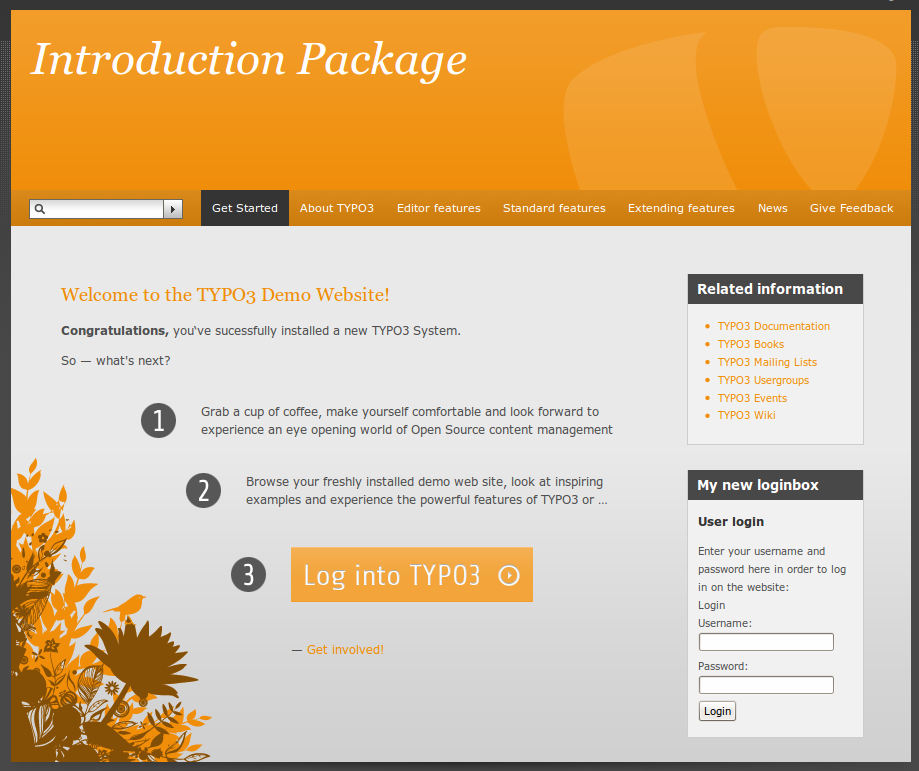 Introduction Package
Get Started
About TYPO3
Editor features
Standard features
Extending features
News
Give Feedback
Welcome to the TYPO3 Demo Website!
Congratulations, you've sucessfully installed a new TYPO3 System.
So — what's next?
1
Grab a cup of coffee, make yourself comfortable and look forward to
experience an eye opening world of Open Source content management
2
Browse your freshly installed demo web site, look at inspiring
examples and experience the powerful features of TYPO3 or ...
3
Log into TYPO3
— Get involved!
Related information
TYPO3 Documentation
TYPO3 Books
TYPO3 Mailing Lists
TYPO3 Usergroups
TYPO3 Events
TYPO3 Wiki
My new loginbox
User login
Enter your username and
password here in order to log
in on the website:
Login
Username:
Password:
Login